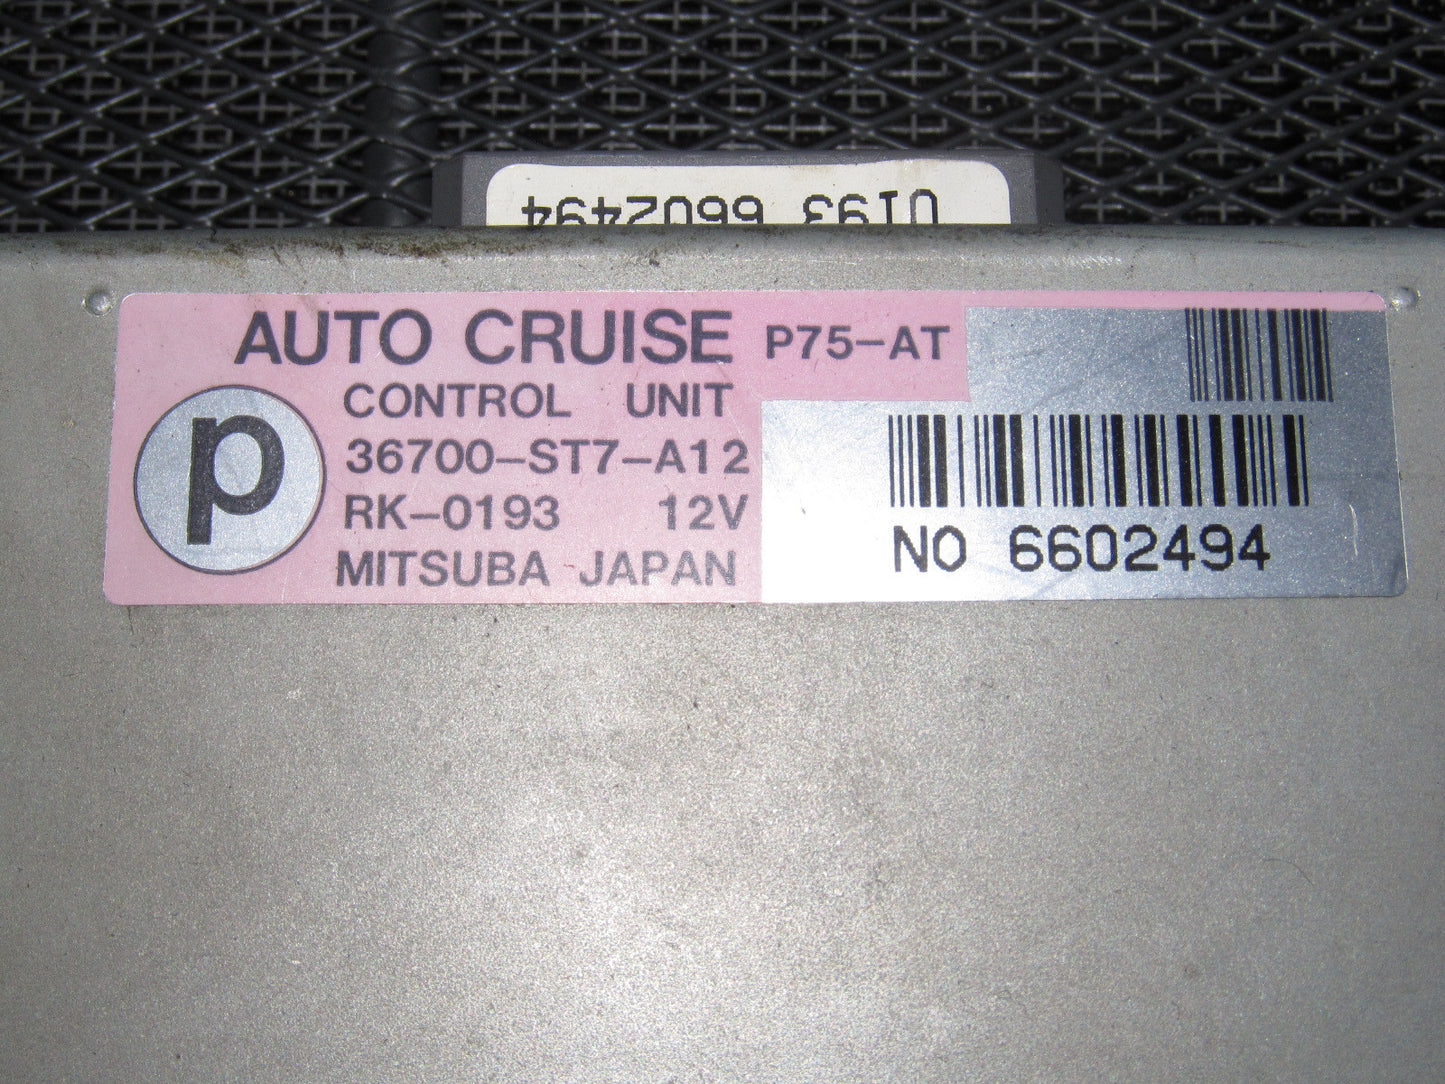 0193 6602494
AUTO CRUISE P75-AT
CONTROL UNIT
p
36700-ST7-A12
RK-0193 12V
MITSUBA JAPAN
NO 6602494